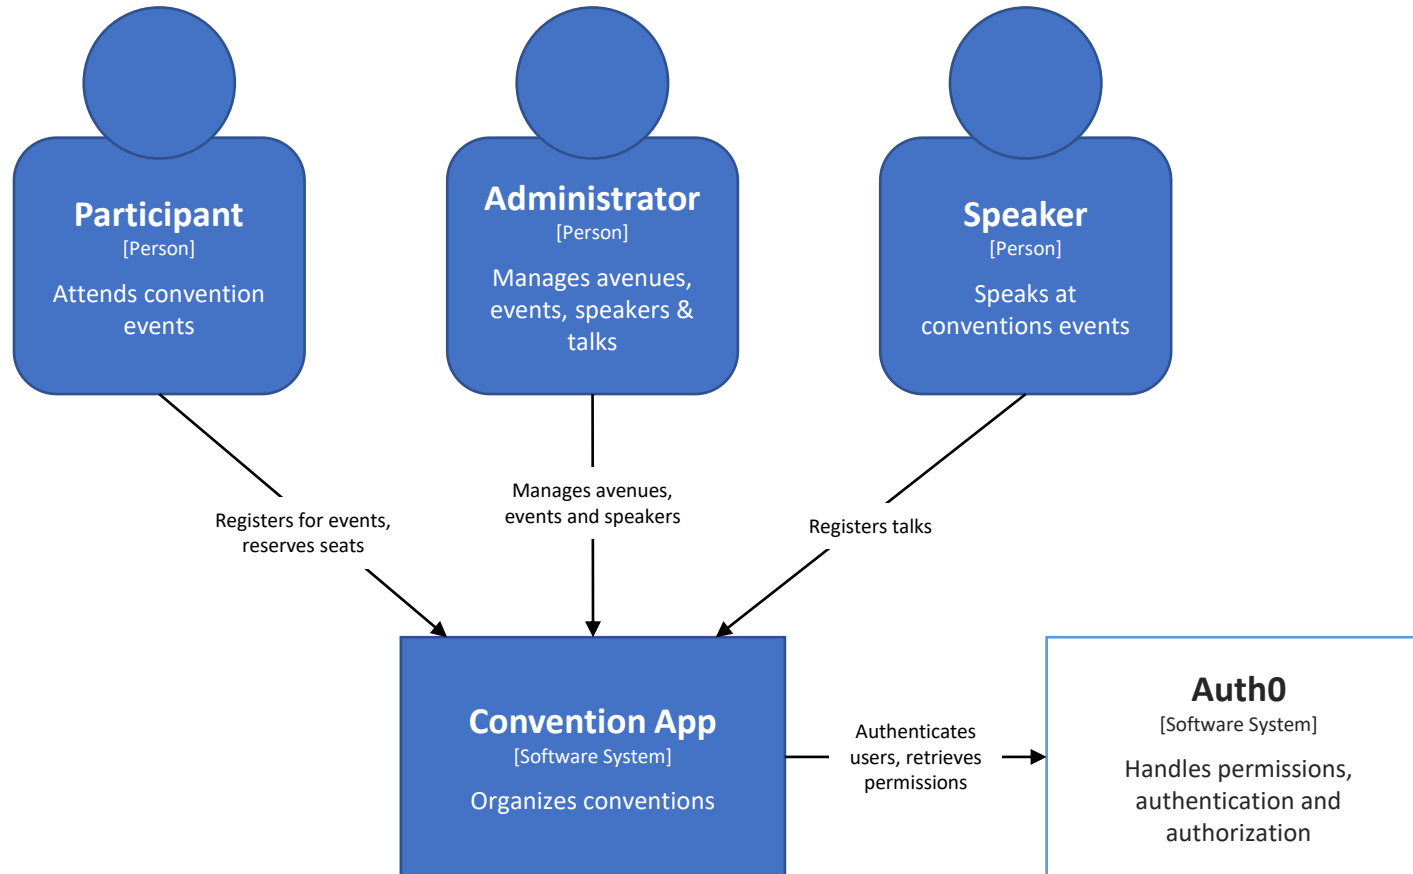 Participant
[Person]
Attends convention
events
Administrator
[Person]
Manages avenues,
events, speakers &
talks
Speaker
[Person]
Speaks at
conventions events
Registers for events,
reserves seats
Manages avenues,
events and speakers
Registers talks
Convention App
[Software System]
Organizes conventions
Authenticates
users, retrieves
permissions
Auth0
[Software System]
Handles permissions,
authentication and
authorization